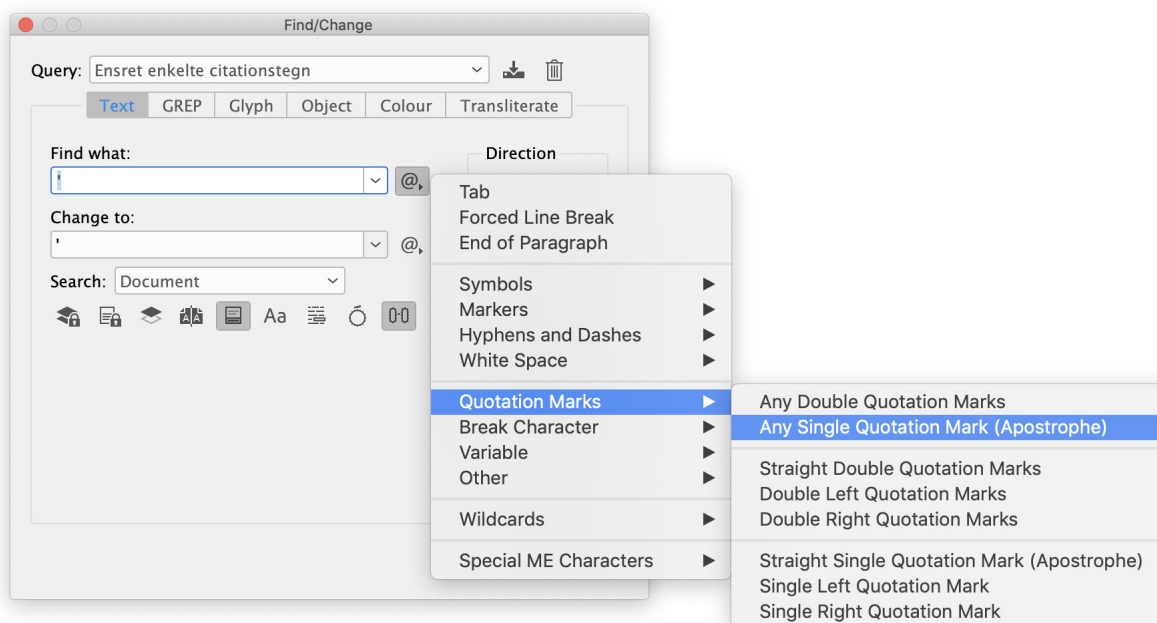 Find/Change
Query: Ensret enkelte citationstegn
Text GREP Glyph Object Colour Transliterate
Find what:
Direction
'
@
Change to:
'
@
Search: Document
Aa
Tab
Forced Line Break
End of Paragraph
Symbols
Markers
Hyphens and Dashes
White Space
Quotation Marks
Break Character
Variable
Other
Wildcards
Special ME Characters
Any Double Quotation Marks
Any Single Quotation Mark (Apostrophe)
Straight Double Quotation Marks
Double Left Quotation Marks
Double Right Quotation Marks
Straight Single Quotation Mark (Apostrophe)
Single Left Quotation Mark
Single Right Quotation Mark